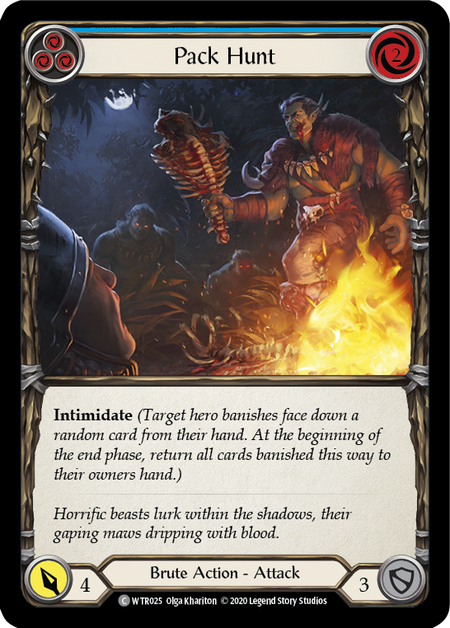 Pack Hunt
2
Intimidate (Target hero banishes face down a
random card from their hand. At the beginning of
the end phase, return all cards banished this way to
their owners hand.)
Horrific beasts lurk within the shadows, their
gaping maws dripping with blood.
4
Brute Action - Attack
3
C WTR025 Olga Khariton © 2020 Legend Story Studios